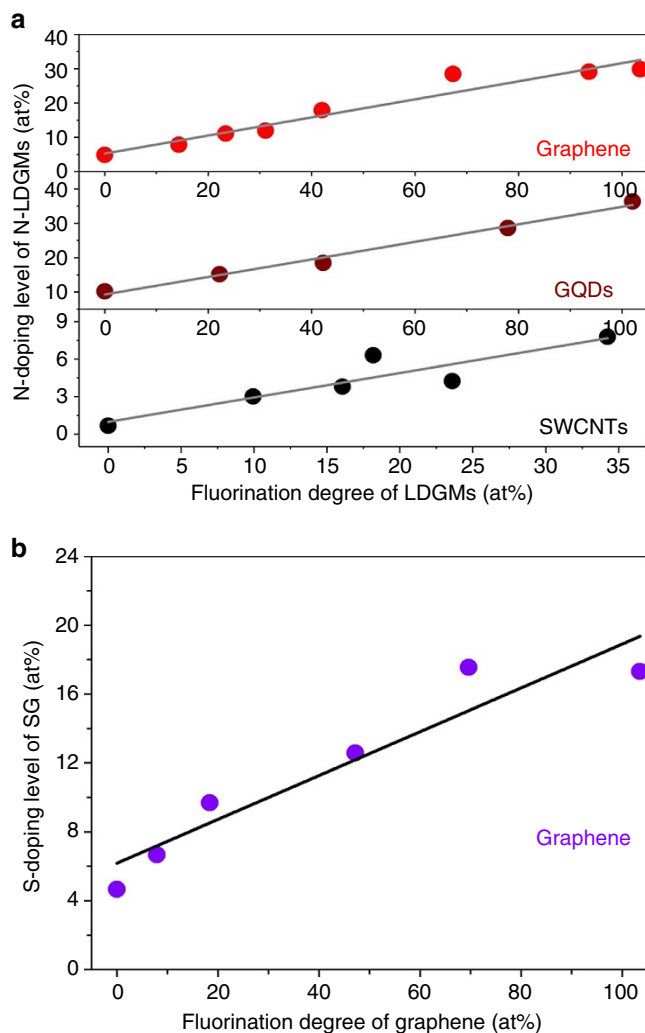 a
N-doping level of N-LDGMs (at%)
40
30
20
10
0
Graphene
0 20 40 60 80 100
40
30
20
10
GQDs
0 20 40 60 80 100
9
6
3
0
SWCNTs
0 5 10 15 20 25 30 35
Fluorination degree of LDGMs (at%)
b
S-doping level of SG (at%)
24
20
16
12
8
4
0
Graphene
0 20 40 60 80 100
Fluorination degree of graphene (at%)